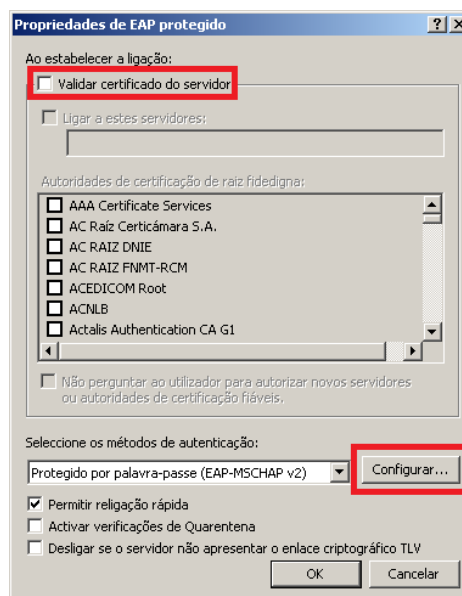 Propriedades de EAP protegido
Ao estabelecer a ligação:
Validar certificado do servidor
Ligar a estes servidores:
Autoridades de certificação de raiz fidedigna:
AAA Certificate Services
AC Raíz Certicámara S.A.
AC RAIZ DNIE
AC RAIZ FNMT-RCM
ACEDICOM Root
ACNLB
Actalis Authentication CA G1
Não perguntar ao utilizador para autorizar novos servidores
ou autoridades de certificação fiáveis.
Seleccione os métodos de autenticação:
Protegido por palavra-passe (EAP-MSCHAP v2)
Configurar...
Permitir religação rápida
Activar verificações de Quarentena
Desligar se o servidor não apresentar o enlace criptográfico TLV
OK
Cancelar